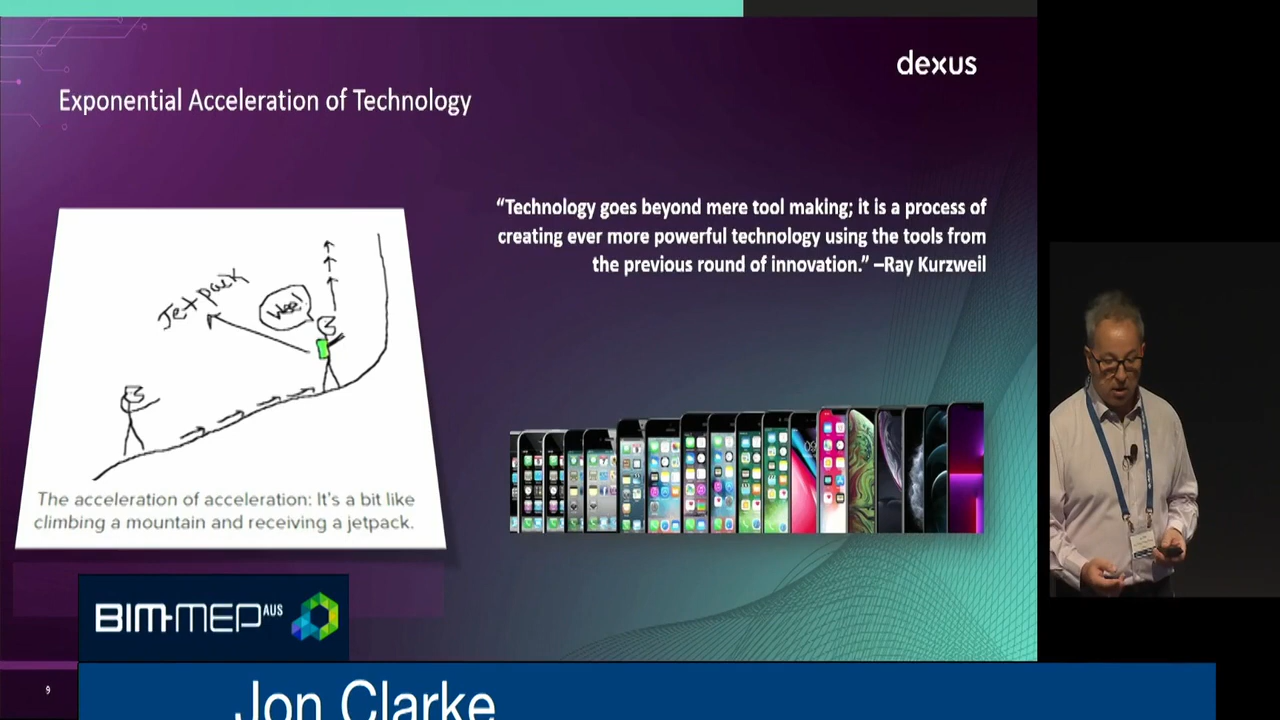 dexus
Exponential Acceleration of Technology
“Technology goes beyond mere tool making; it is a process of
creating ever more powerful technology using the tools from
the previous round of innovation.” –Ray Kurzweil
Jetpack
Wee!
The acceleration of acceleration: It's a bit like
climbing a mountain and receiving a jetpack.
BIM-MEP AUS
9
Jon Clarke